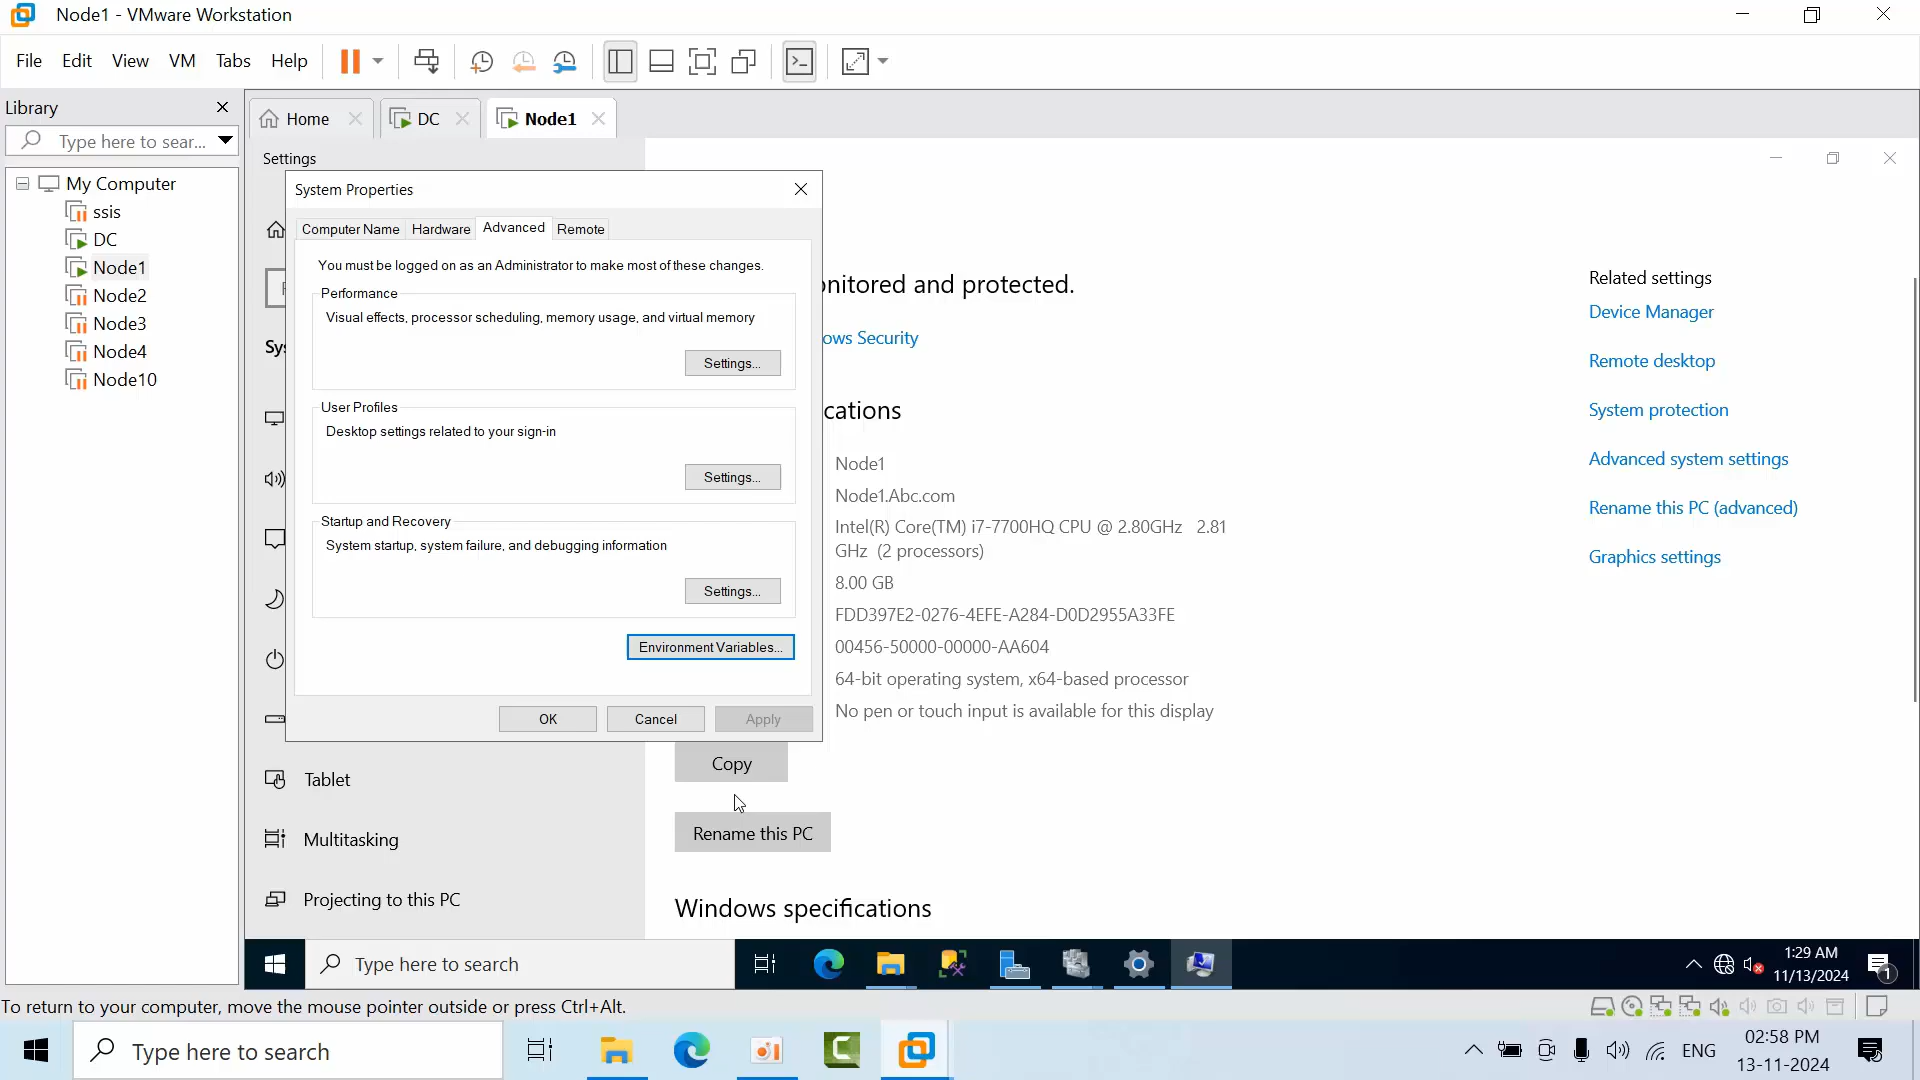 Node1 - VMware Workstation
File Edit View VM Tabs Help
Library
Type here to sear...
My Computer
ssis
DC
Node1
Node2
Node3
Node4
Node10
Home
DC
Node1
Settings
System Properties
Computer Name Hardware Advanced Remote
You must be logged on as an Administrator to make most of these changes.
Performance
Visual effects, processor scheduling, memory usage, and virtual memory
Settings...
User Profiles
Desktop settings related to your sign-in
Settings...
Startup and Recovery
System startup, system failure, and debugging information
Settings...
Environment Variables...
OK Cancel Apply
Sys
Tablet
Multitasking
Projecting to this PC
onitored and protected.
ows Security
cations
Node1
Node1.Abc.com
Intel(R) Core(TM) i7-7700HQ CPU @ 2.80GHz 2.81
GHz (2 processors)
8.00 GB
FDD397E2-0276-4EFE-A284-D0D2955A33FE
00456-50000-00000-AA604
64-bit operating system, x64-based processor
No pen or touch input is available for this display
Copy
Rename this PC
Windows specifications
Related settings
Device Manager
Remote desktop
System protection
Advanced system settings
Rename this PC (advanced)
Graphics settings
Type here to search
1:29 AM
11/13/2024
1
To return to your computer, move the mouse pointer outside or press Ctrl+Alt.
Type here to search
ENG
02:58 PM
13-11-2024